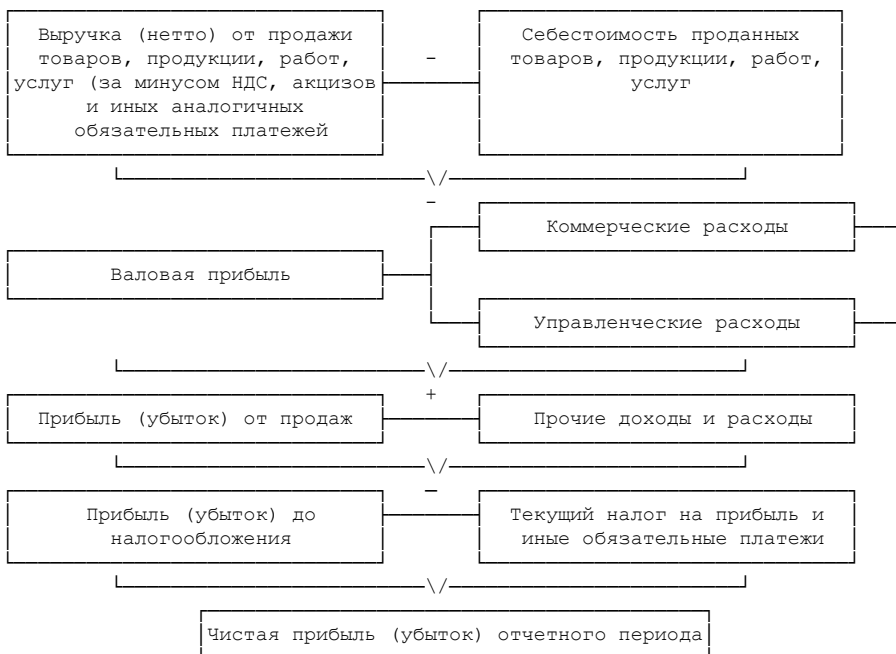 Выручка (нетто) от продажи
товаров, продукции, работ,
услуг (за минусом НДС, акцизов
и иных аналогичных
обязательных платежей
-
Себестоимость проданных
товаров, продукции, работ,
услуг
\/
-
Коммерческие расходы
Валовая прибыль
Управленческие расходы
\/
+
Прибыль (убыток) от продаж
Прочие доходы и расходы
\/
-
Прибыль (убыток) до
налогообложения
Текущий налог на прибыль и
иные обязательные платежи
\/
Чистая прибыль (убыток) отчетного периода